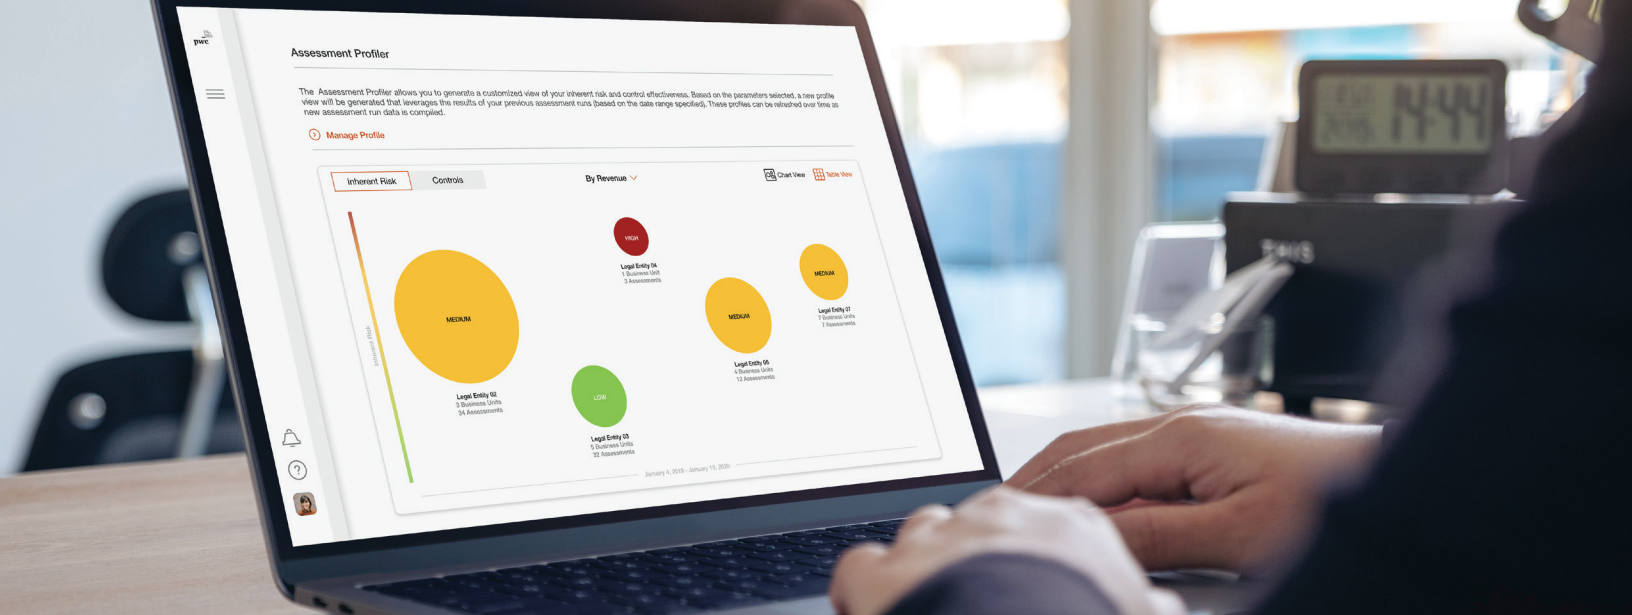 pwc
Assessment Profiler
The Assessment Profiler allows you to generate a customized view of your inherent risk and control effectiveness. Based on the parameters selected, a new profile
view will be generated that leverages the results of your previous assessment runs (based on the date range specified). These profiles can be refreshed over time as
new assessment run data is compiled.
Manage Profile
Inherent Risk
Controls
By Revenue
Chart View
Table View
Inherent Risk
HIGH
Legal Entity 04
1 Business Unit
3 Assessments
MEDIUM
Legal Entity 07
7 Business Units
7 Assessments
MEDIUM
Legal Entity 02
3 Business Units
34 Assessments
MEDIUM
4 Business Units
12 Assessments
LOW
Legal Entity 03
5 Business Units
32 Assessments
?
14:44
THIS